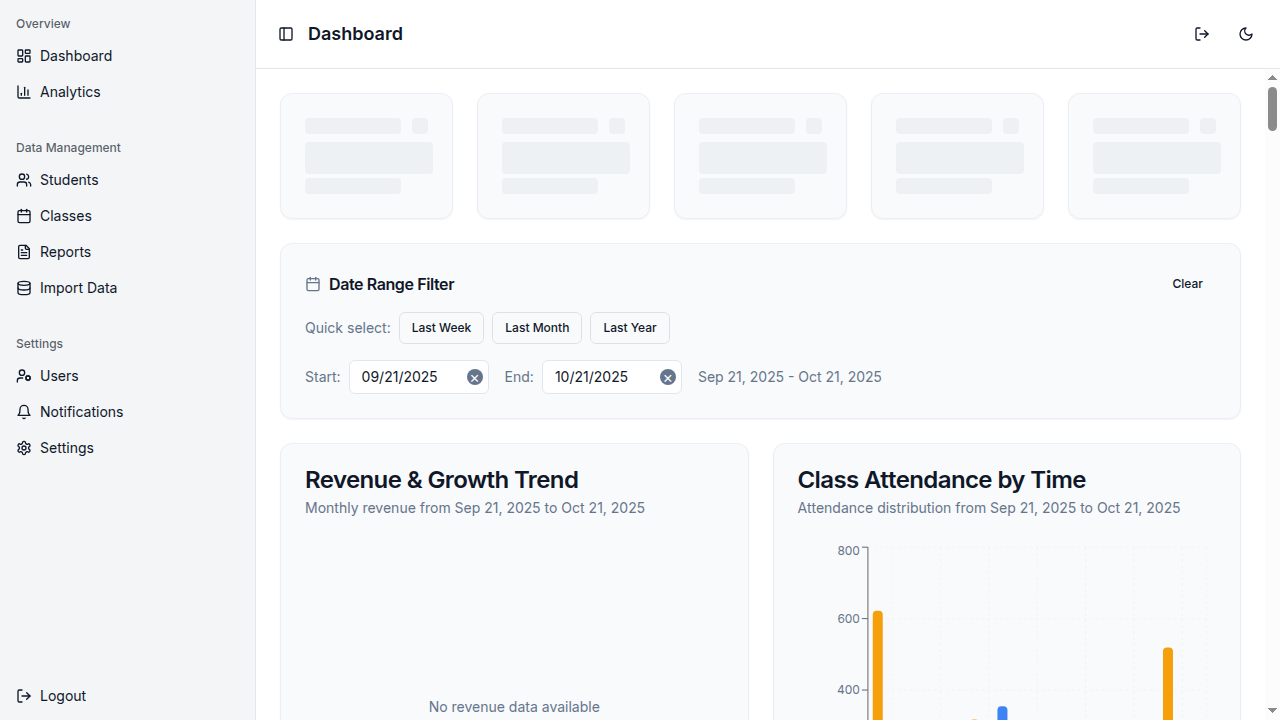 Overview
Dashboard
Analytics
Data Management
Students
Classes
Reports
Import Data
Settings
Users
Notifications
Settings
Logout
Dashboard
Date Range Filter
Clear
Quick select:
Last Week
Last Month
Last Year
Start:
09/21/2025
End:
10/21/2025
Sep 21, 2025 - Oct 21, 2025
Revenue & Growth Trend
Monthly revenue from Sep 21, 2025 to Oct 21, 2025
No revenue data available
Class Attendance by Time
Attendance distribution from Sep 21, 2025 to Oct 21, 2025
800
600
400